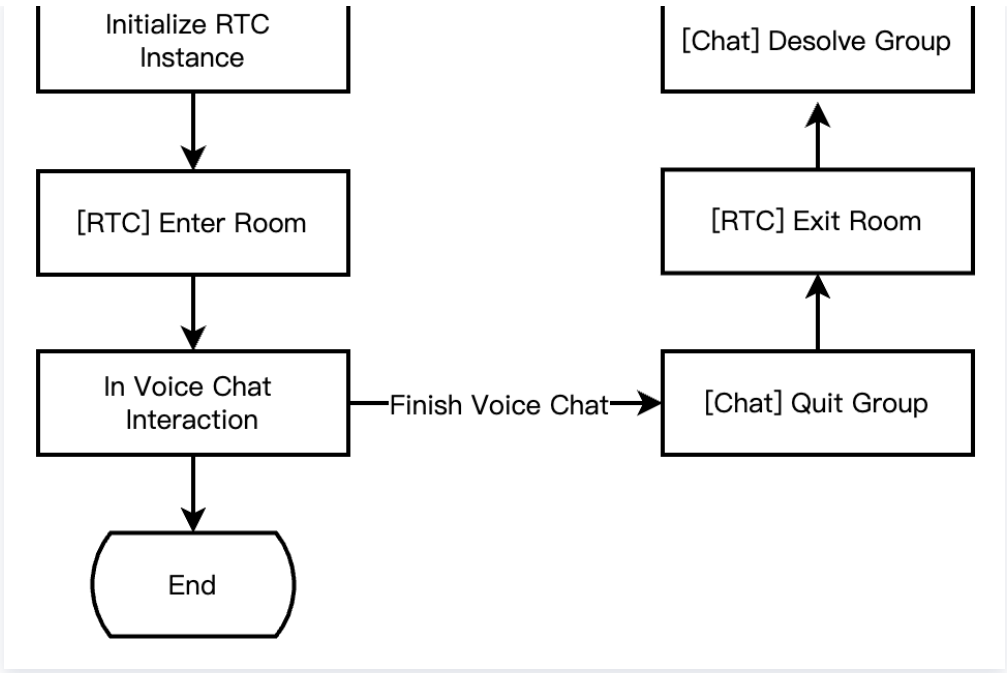 Initialize RTC
Instance
[Chat] Desolve Group
[RTC] Enter Room
[RTC] Exit Room
In Voice Chat
Interaction
Finish Voice Chat
[Chat] Quit Group
End